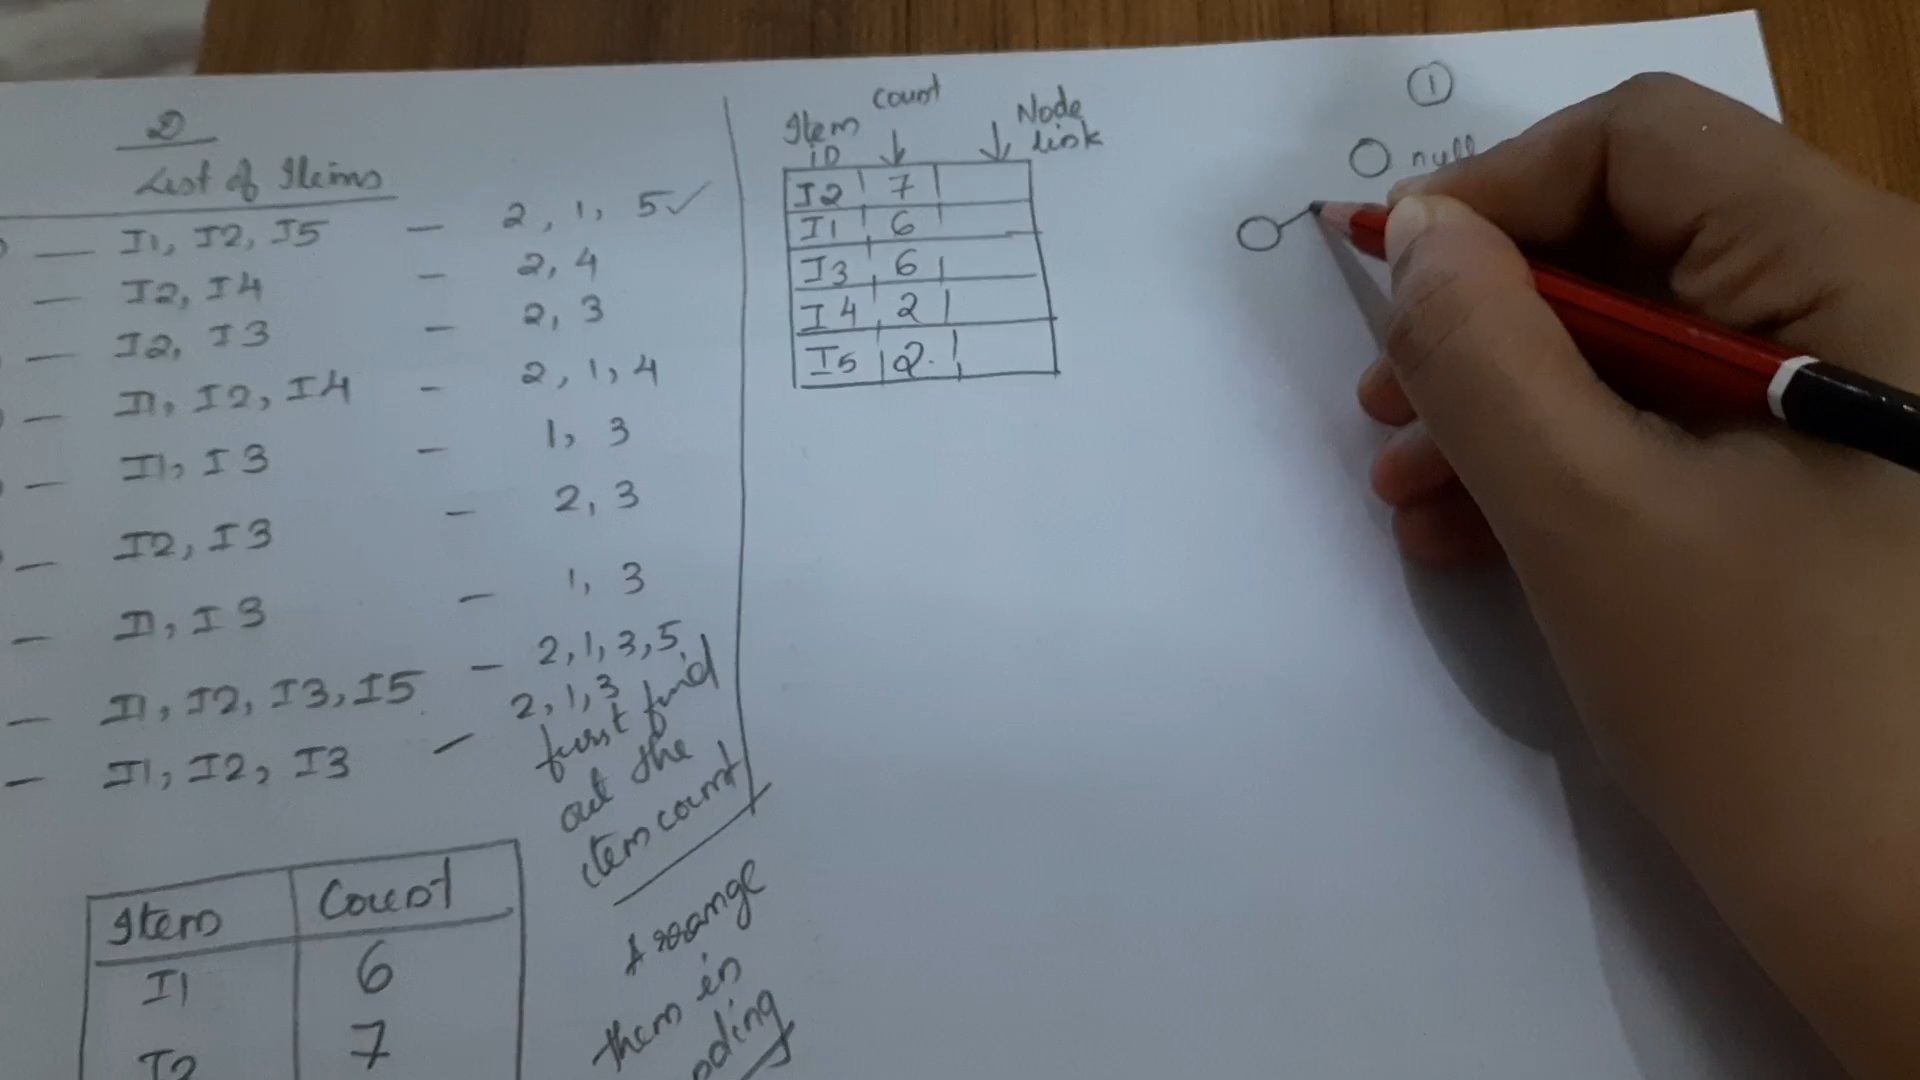 D
List of Items
— I1, I2, I5 — 2, 1, 5✓
— I2, I4 — 2, 4
— I2, I3 — 2, 3
— I1, I2, I4 — 2, 1, 4
— I1, I3 — 1, 3
— I2, I3 — 2, 3
— I1, I3 — 1, 3
— I1, I2, I3, I5 — 2, 1, 3, 5
— I1, I2, I3 — 2, 1, 3
first find
out the
item count
Arrange
them in
Item Count
I1 6
I2 7
Item ID count Node link
I2 7
I1 6
I3 6
I4 2
I5 2
1
null